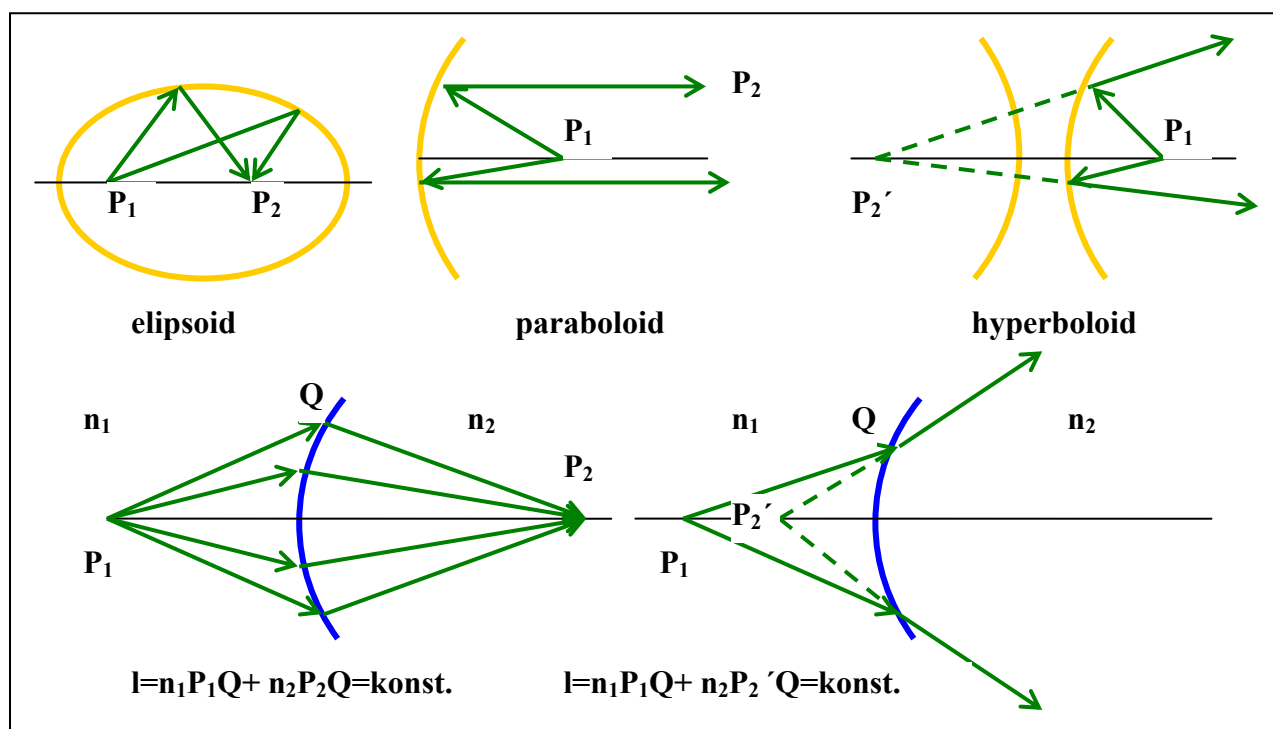 P₂
P₁
P₁
P₁ P₂
P₂´
elipsoid
paraboloid
hyperboloid
n₁
Q
n₂
P₂
P₁
n₁
Q
n₂
P₂´
P₁
l=n₁P₁Q+ n₂P₂Q=konst.
l=n₁P₁Q+ n₂P₂ ´Q=konst.